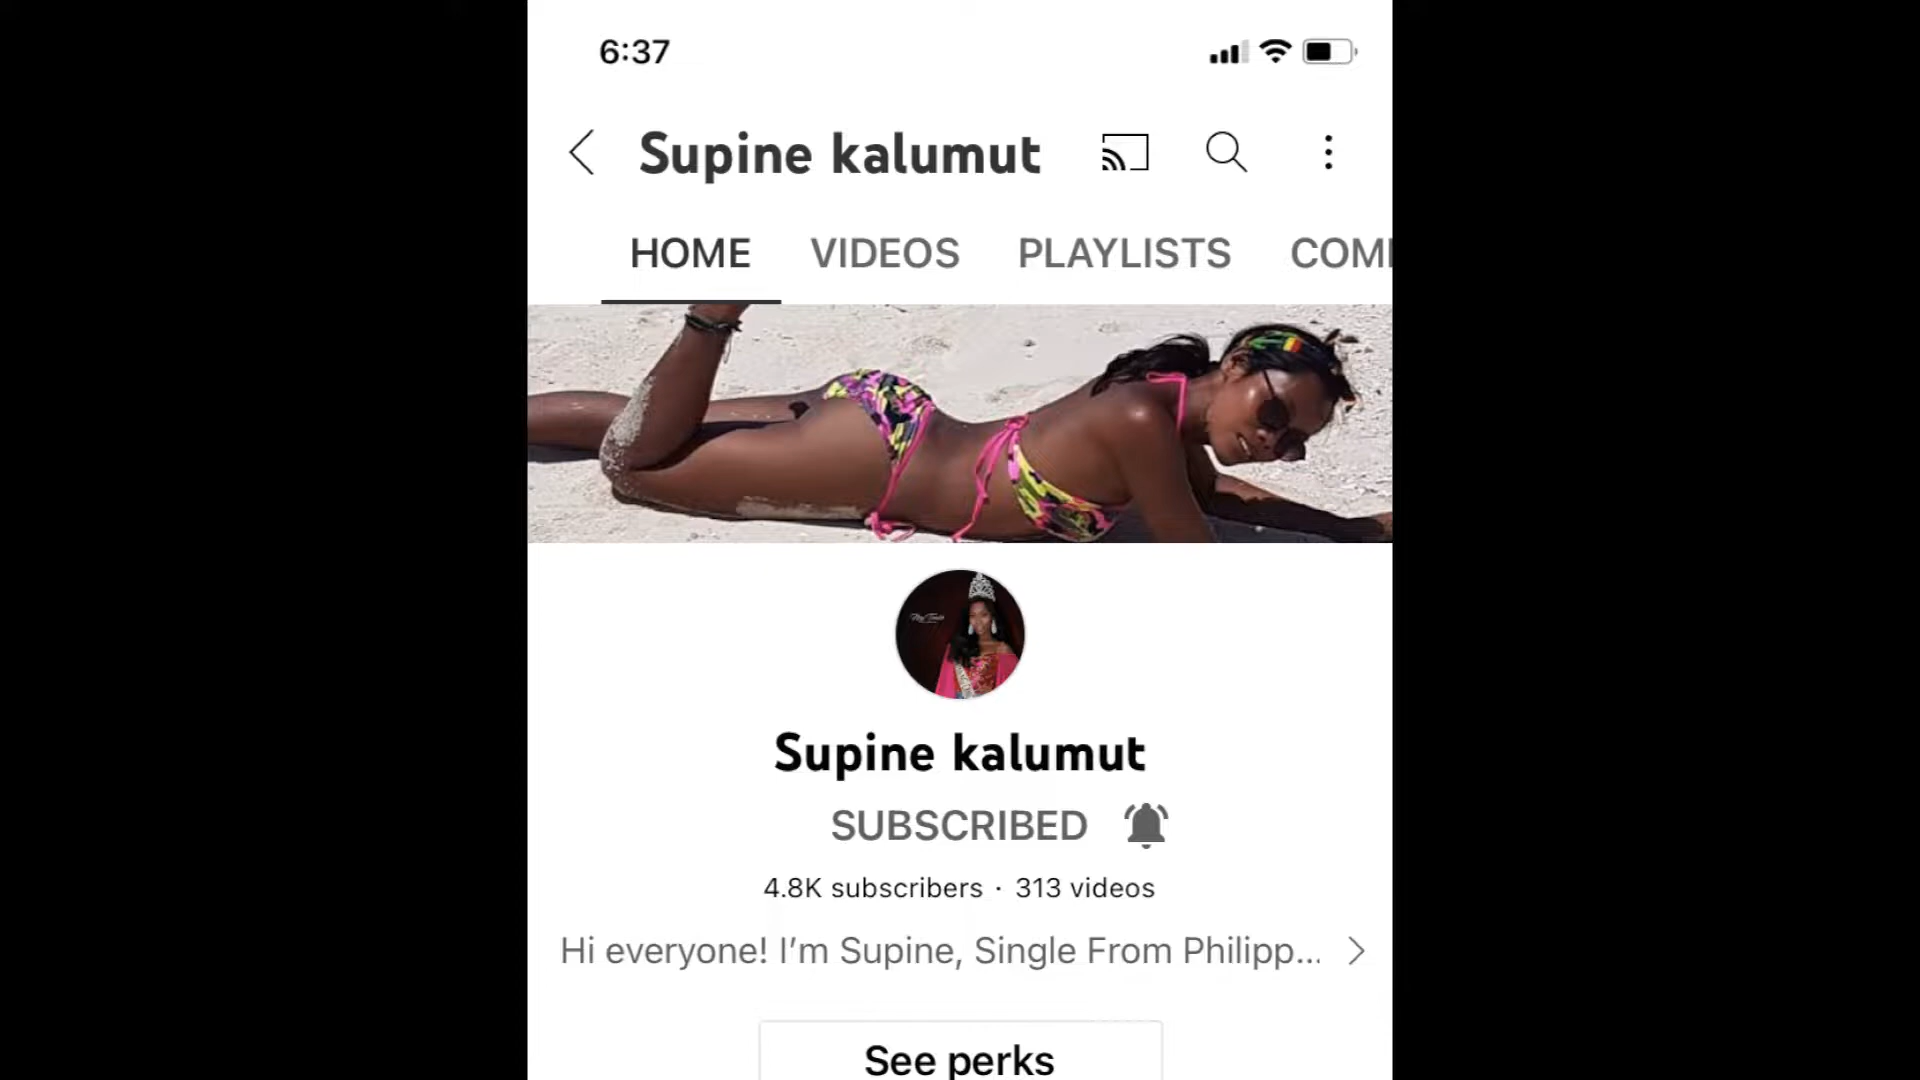 6:37
Supine kalumut
HOME VIDEOS PLAYLISTS COM
Supine kalumut
SUBSCRIBED
4.8K subscribers · 313 videos
Hi everyone! I’m Supine, Single From Philipp...
See perks